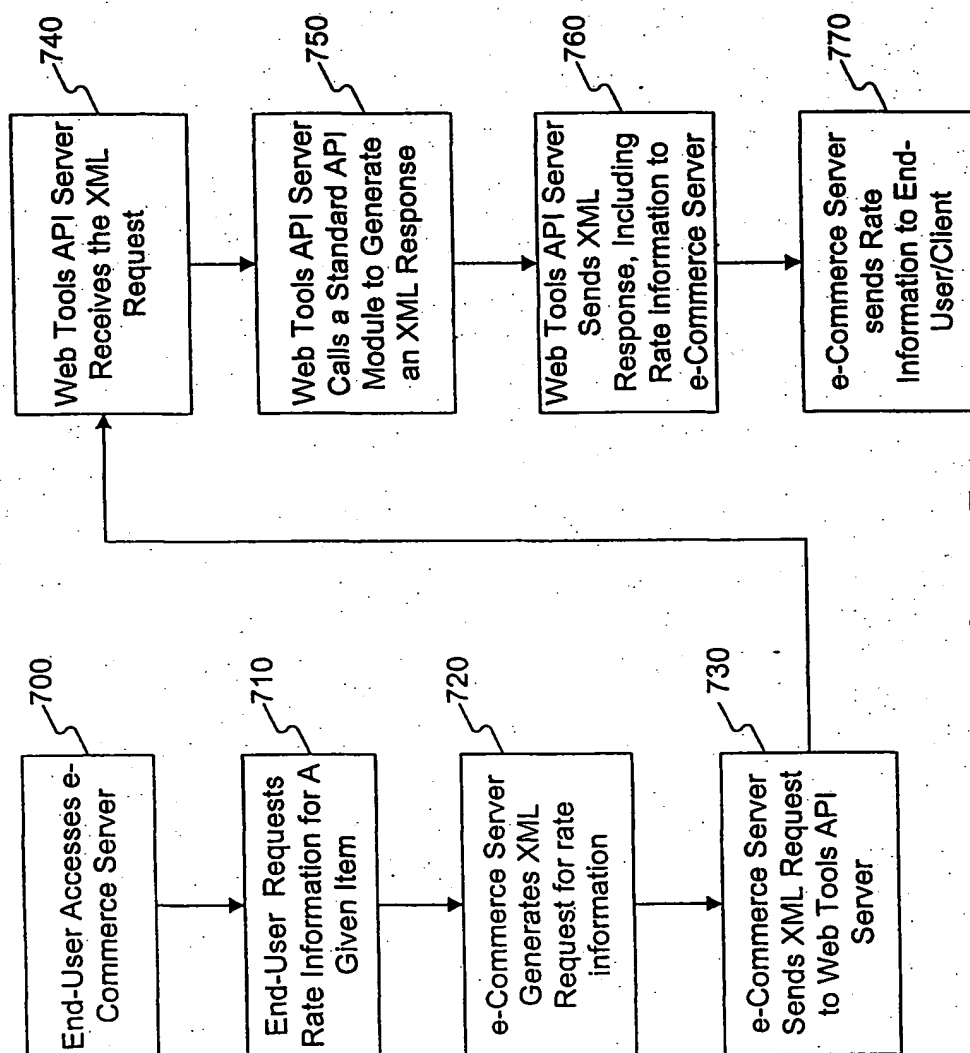 700
End-User Accesses e-
Commerce Server
710
End-User Requests
Rate Information for A
Given Item
720
e-Commerce Server
Generates XML
Request for rate
information
730
e-Commerce Server
Sends XML Request
to Web Tools API
Server
740
Web Tools API Server
Receives the XML
Request
750
Web Tools API Server
Calls a Standard API
Module to Generate
an XML Response
760
Web Tools API Server
Sends XML
Response, Including
Rate Information to
e-Commerce Server
770
e-Commerce Server
sends Rate
Information to End-
User/Client